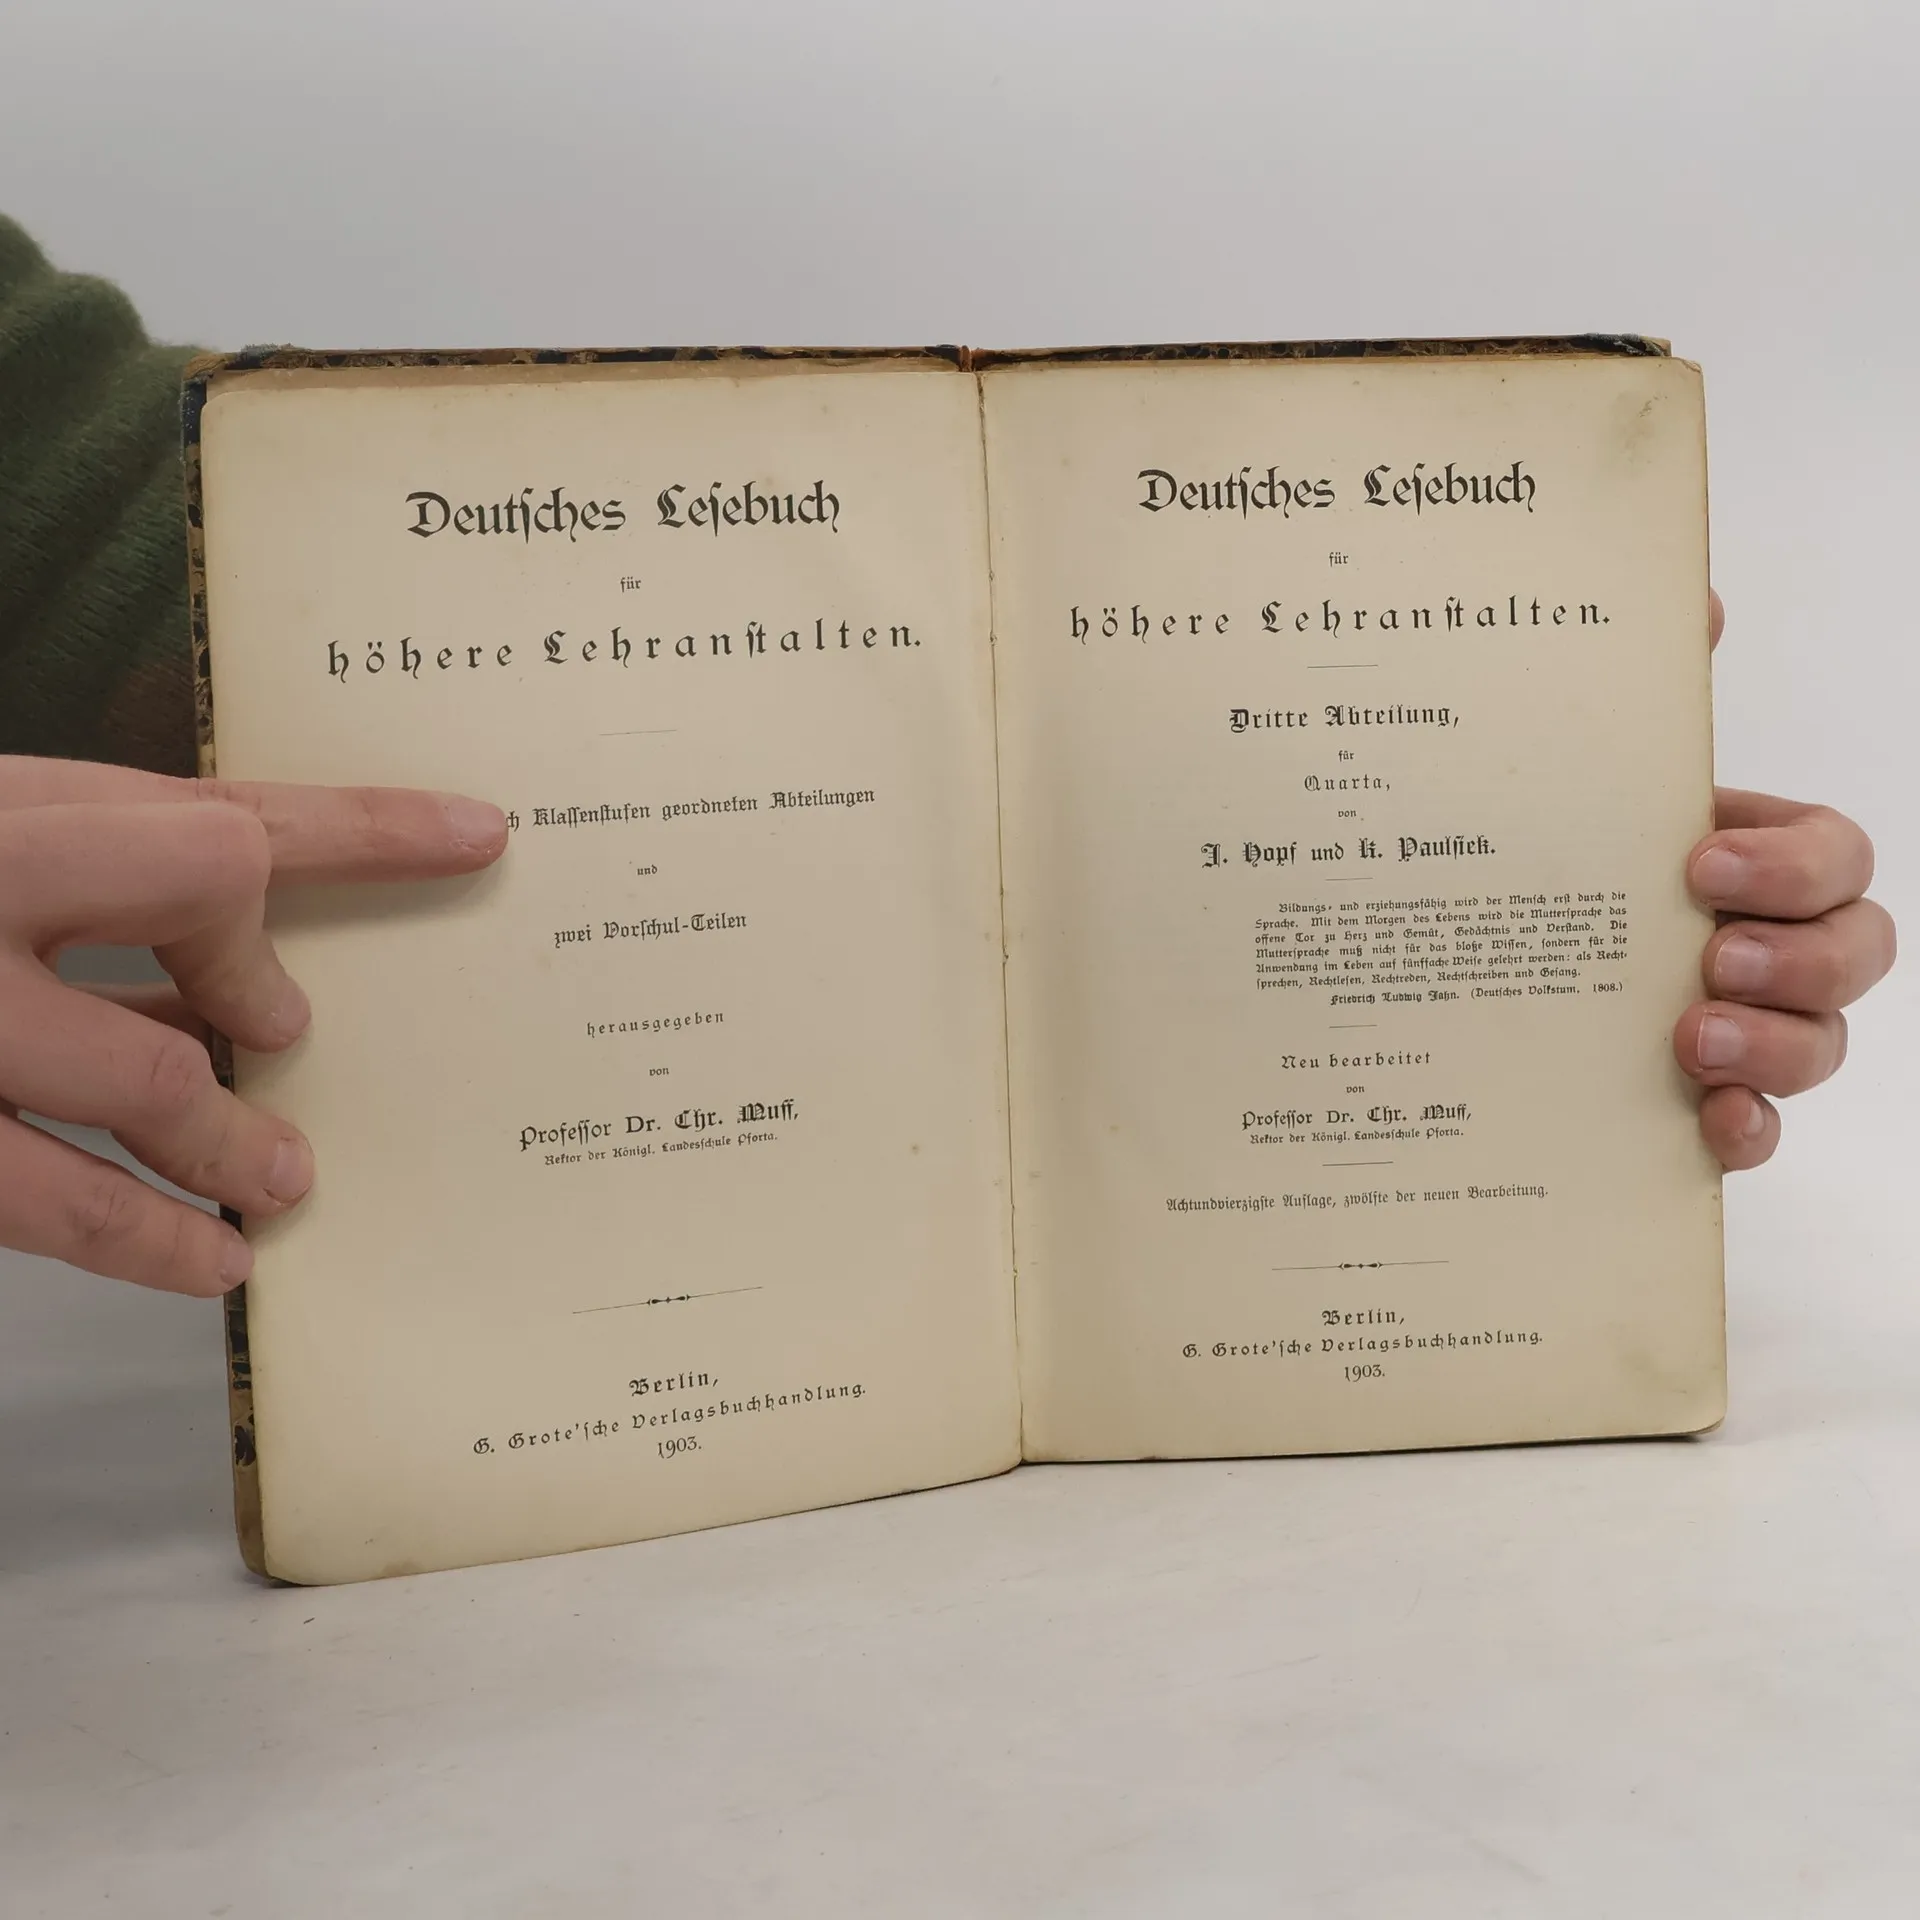 Deutſches Leſebuch
für
höhere Lehranſtalten.
Klaſſenſtufen geordneten Abteilungen
und
zwei Vorſchul-Teilen
herausgegeben
von
Profeſſor Dr. Chr. Muff,
Rektor der Königl. Landesſchule Pforta.
Berlin,
G. Grote'ſche Verlagsbuchhandlung.
1903.
Deutſches Leſebuch
für
höhere Lehranſtalten.
Dritte Abteilung,
für
Quarta,
von
J. Hopf und K. Paulſiek.
Bildungs- und erziehungsfähig wird der Menſch erſt durch die
Sprache. Mit dem Morgen des Lebens wird die Mutterſprache das
offene Tor zu Herz und Gemüt, Gedächtnis und Verſtand. Die
Mutterſprache muß nicht für das bloße Wiſſen, ſondern für die
Anwendung im Leben auf fünffache Weiſe gelehrt werden: als Recht-
ſprechen, Rechtleſen, Rechtreden, Rechtſchreiben und Geſang.
Friedrich Ludwig Jahn. (Deutſches Volkstum. 1808.)
Neu bearbeitet
von
Profeſſor Dr. Chr. Muff,
Rektor der Königl. Landesſchule Pforta.
Achtundvierzigſte Auflage, zwölfte der neuen Bearbeitung.
Berlin,
G. Grote'ſche Verlagsbuchhandlung.
1903.